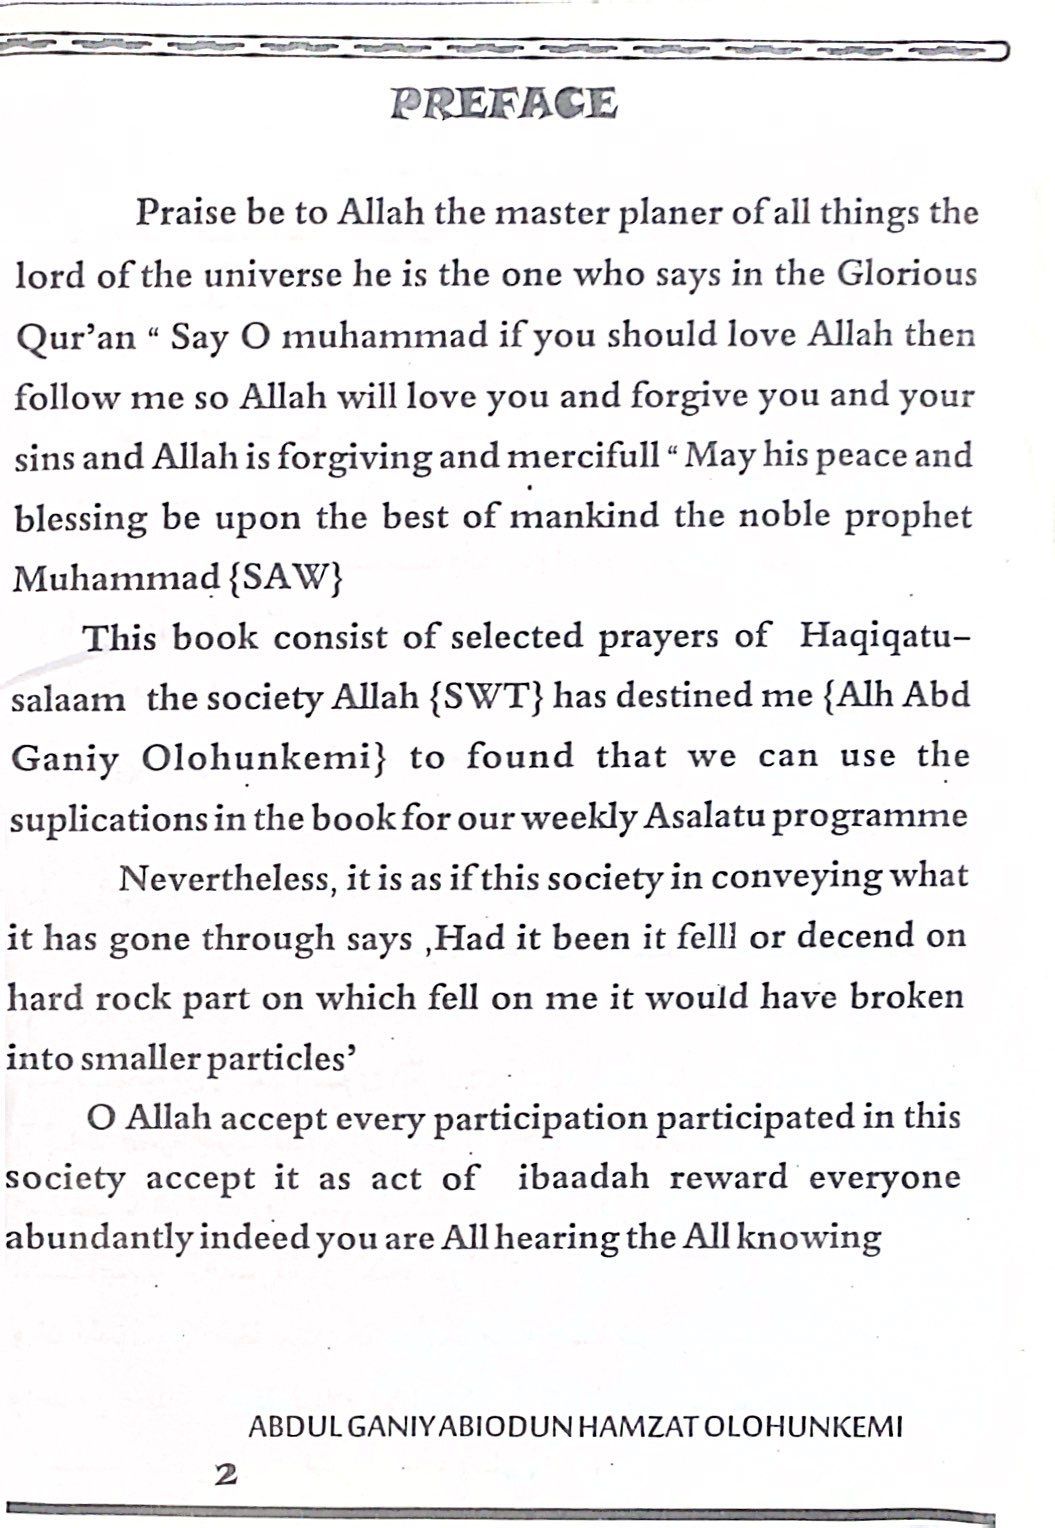 PREFACE
Praise be to Allah the master planer of all things the
lord of the universe he is the one who says in the Glorious
Qur'an “ Say O muhammad if you should love Allah then
follow me so Allah will love you and forgive you and your
sins and Allah is forgiving and mercifull “ May his peace and
blessing be upon the best of mankind the noble prophet
Muhammad {SAW}
This book consist of selected prayers of Haqiqatu-
salaam the society Allah {SWT} has destined me {Alh Abd
Ganiy Olohunkemi} to found that we can use the
suplications in the book for our weekly Asalatu programme
Nevertheless, it is as if this society in conveying what
it has gone through says ,Had it been it felll or decend on
hard rock part on which fell on me it would have broken
into smaller particles’
O Allah accept every participation participated in this
society accept it as act of ibaadah reward everyone
abundantly indeed you are All hearing the All knowing
ABDUL GANIY ABIODUN HAMZAT OLOHUNKEMI
2